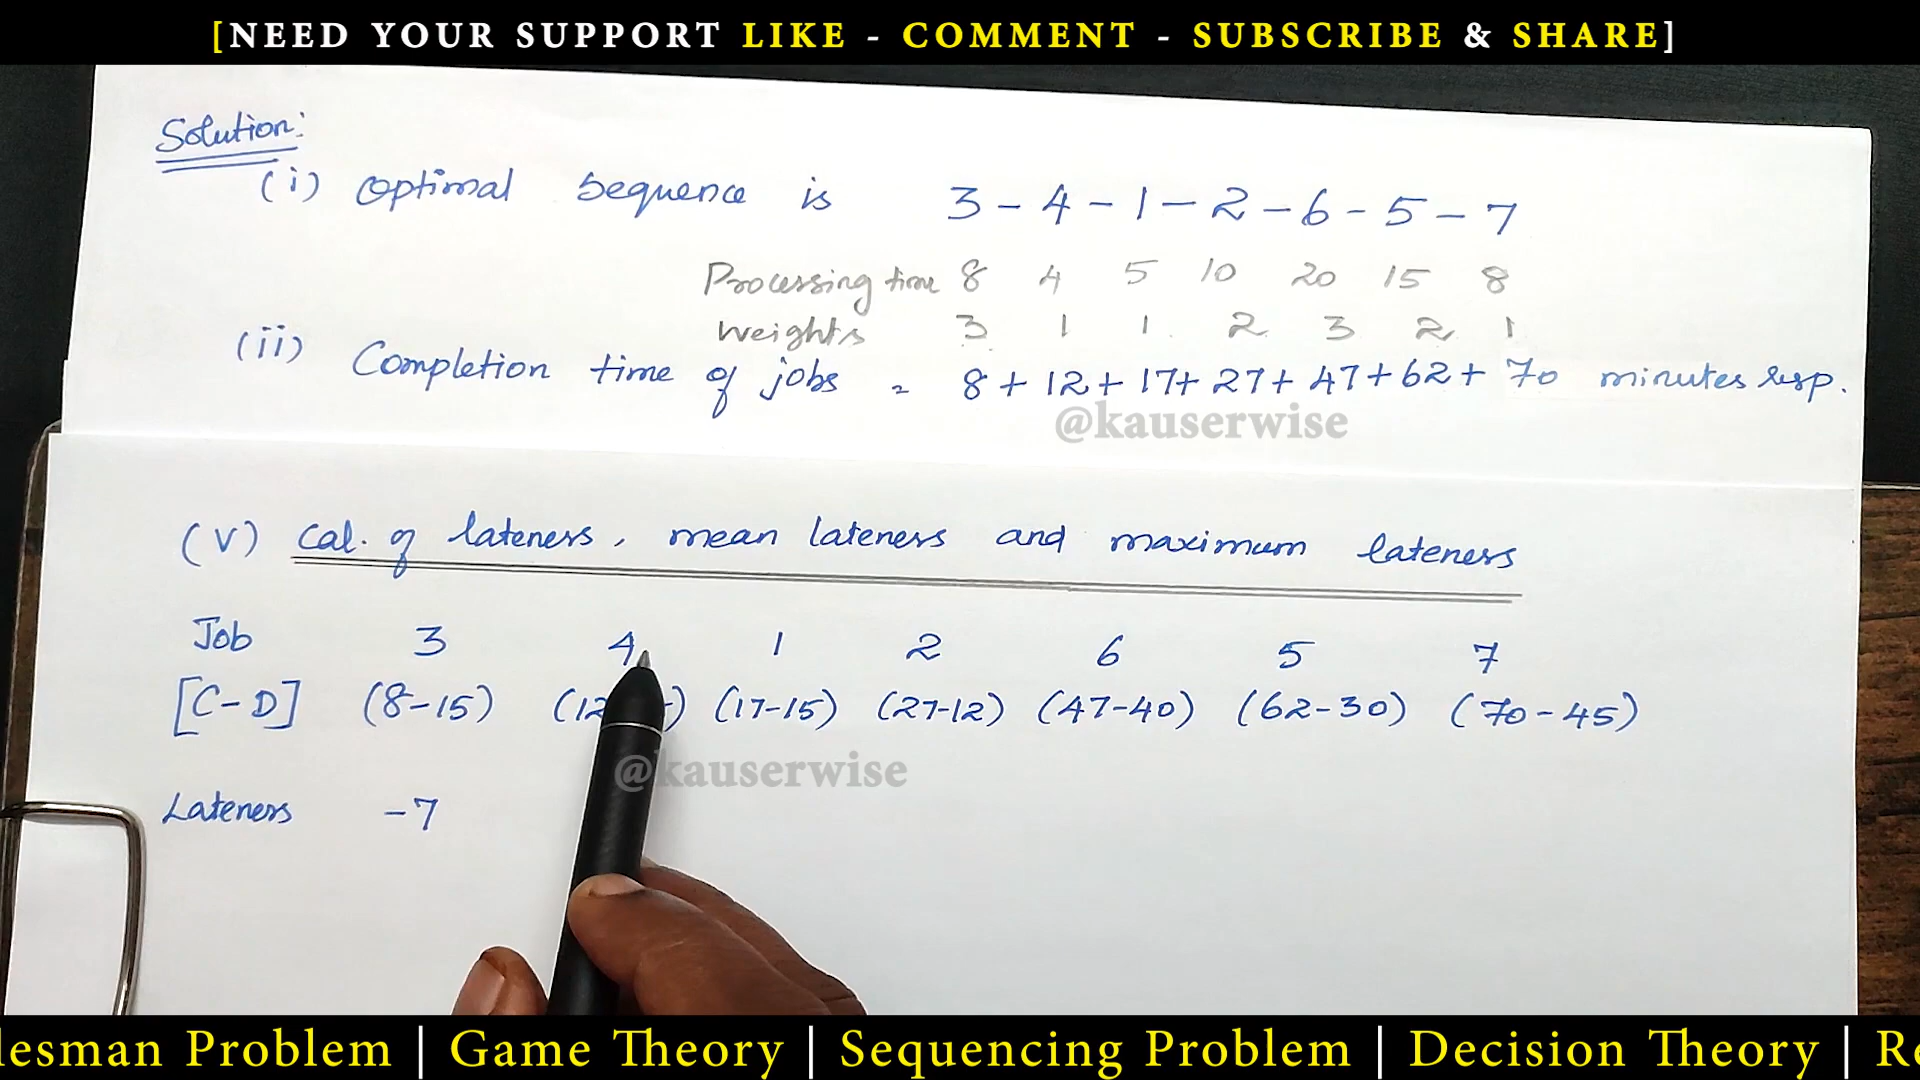 [NEED YOUR SUPPORT LIKE - COMMENT - SUBSCRIBE & SHARE]
Solution:
(i) Optimal Sequence is 3 - 4 - 1 - 2 - 6 - 5 - 7
Processing time 8 4 5 10 20 15 8
Weights 3 1 1 2 3 2 1
(ii) Completion time of jobs = 8 + 12 + 17 + 27 + 47 + 62 + 70 minutes resp.
@kauserwise
(V) Cal. of lateness, mean lateness and maximum lateness
Job 3 4 1 2 6 5 7
[C-D] (8-15) (12 ) (17-15) (27-12) (47-40) (62-30) (70-45)
@kauserwise
Lateness -7
lesman Problem | Game Theory | Sequencing Problem | Decision Theory | Re